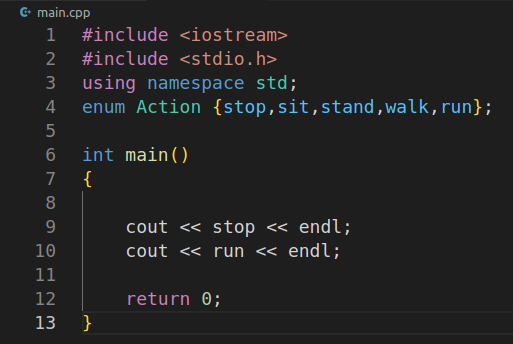 main.cpp
1 #include <iostream>
2 #include <stdio.h>
3 using namespace std;
4 enum Action {stop,sit,stand,walk,run};
5
6 int main()
7 {
8
9 cout << stop << endl;
10 cout << run << endl;
11
12 return 0;
13 }